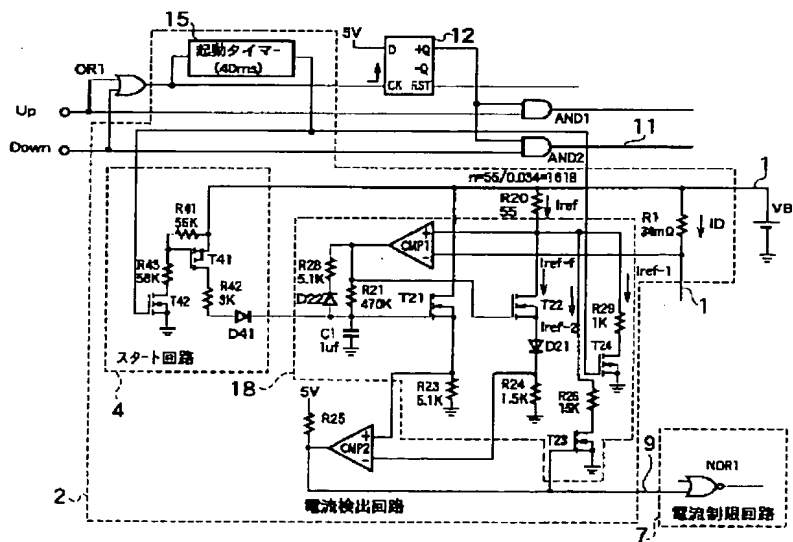 15
起動タイマー
(40ms)
5V
D
+Q
-Q
CK
RST
12
OR1
Up
Down
AND1
AND2
11
n=55/0.034=1618
1
R20
55
Iref
R1
34mΩ
ID
VB
R41
56K
T41
R43
56K
T42
R42
3K
D41
スタート回路
4
CMP1
R28
5.1K
D22
R21
470K
C1
1uf
T21
T22
Iref-f
Iref-2
Iref-1
R29
1K
T24
D21
18
R23
5.1K
R24
1.5K
R26
15K
T23
5V
R25
CMP2
1
2
電流検出回路
9
NOR1
電流制限回路
7